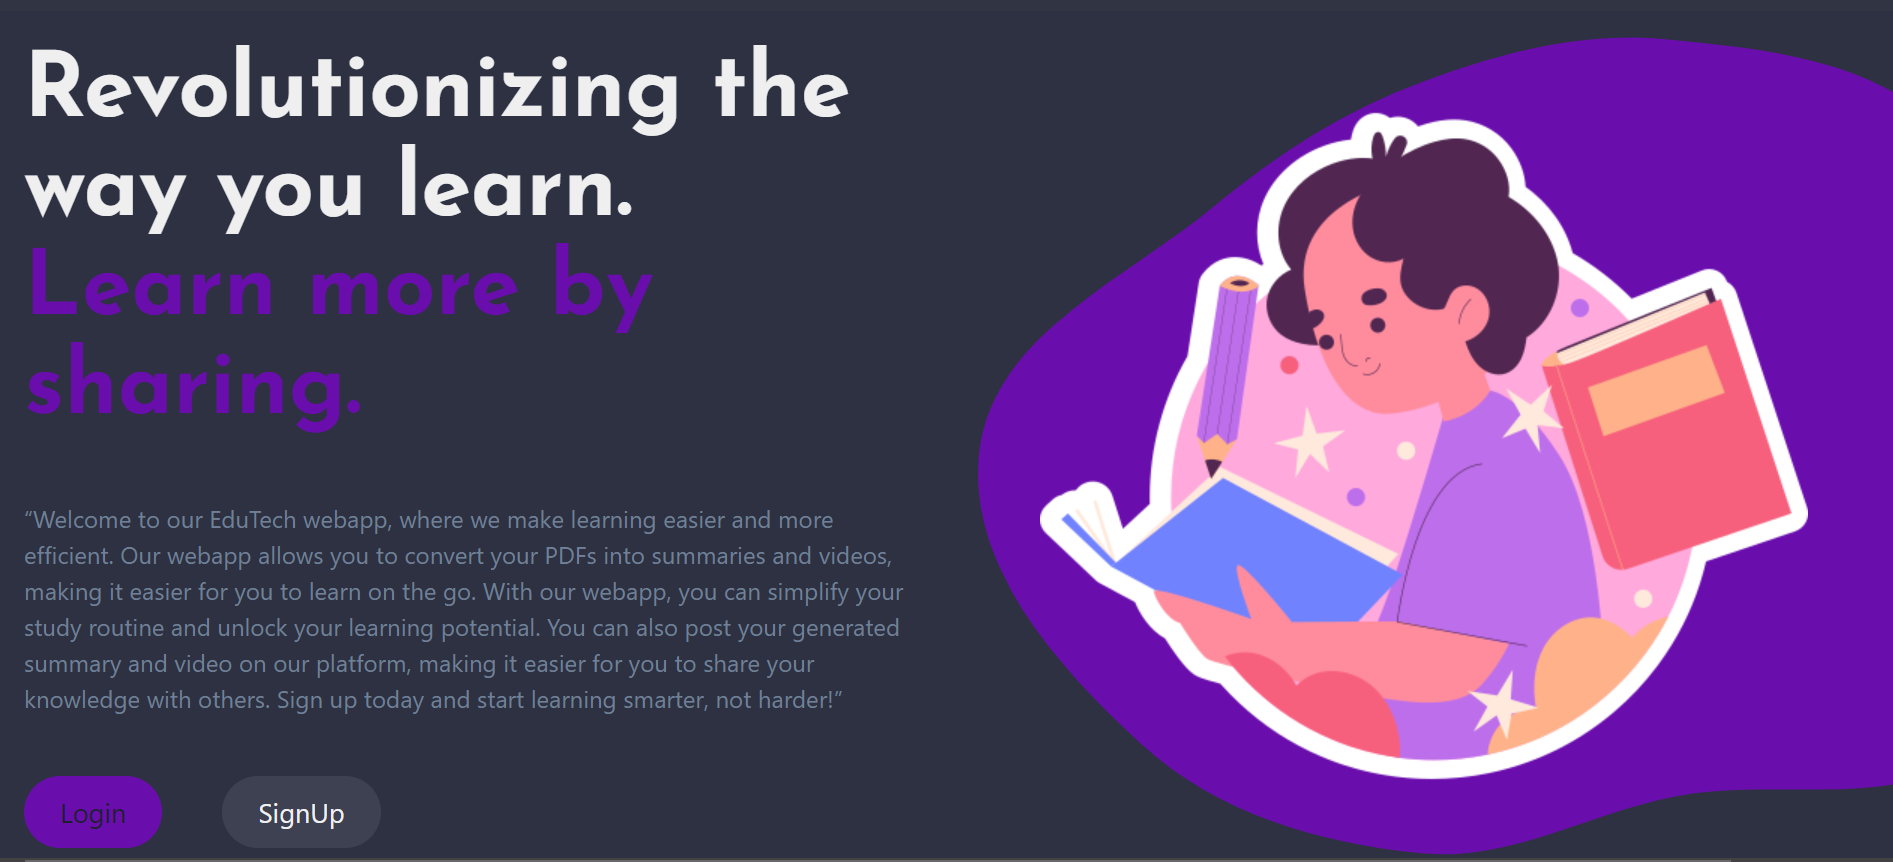 Revolutionizing the
way you learn.
Learn more by
sharing.
“Welcome to our EduTech webapp, where we make learning easier and more
efficient. Our webapp allows you to convert your PDFs into summaries and videos,
making it easier for you to learn on the go. With our webapp, you can simplify your
study routine and unlock your learning potential. You can also post your generated
summary and video on our platform, making it easier for you to share your
knowledge with others. Sign up today and start learning smarter, not harder!”
Login
SignUp